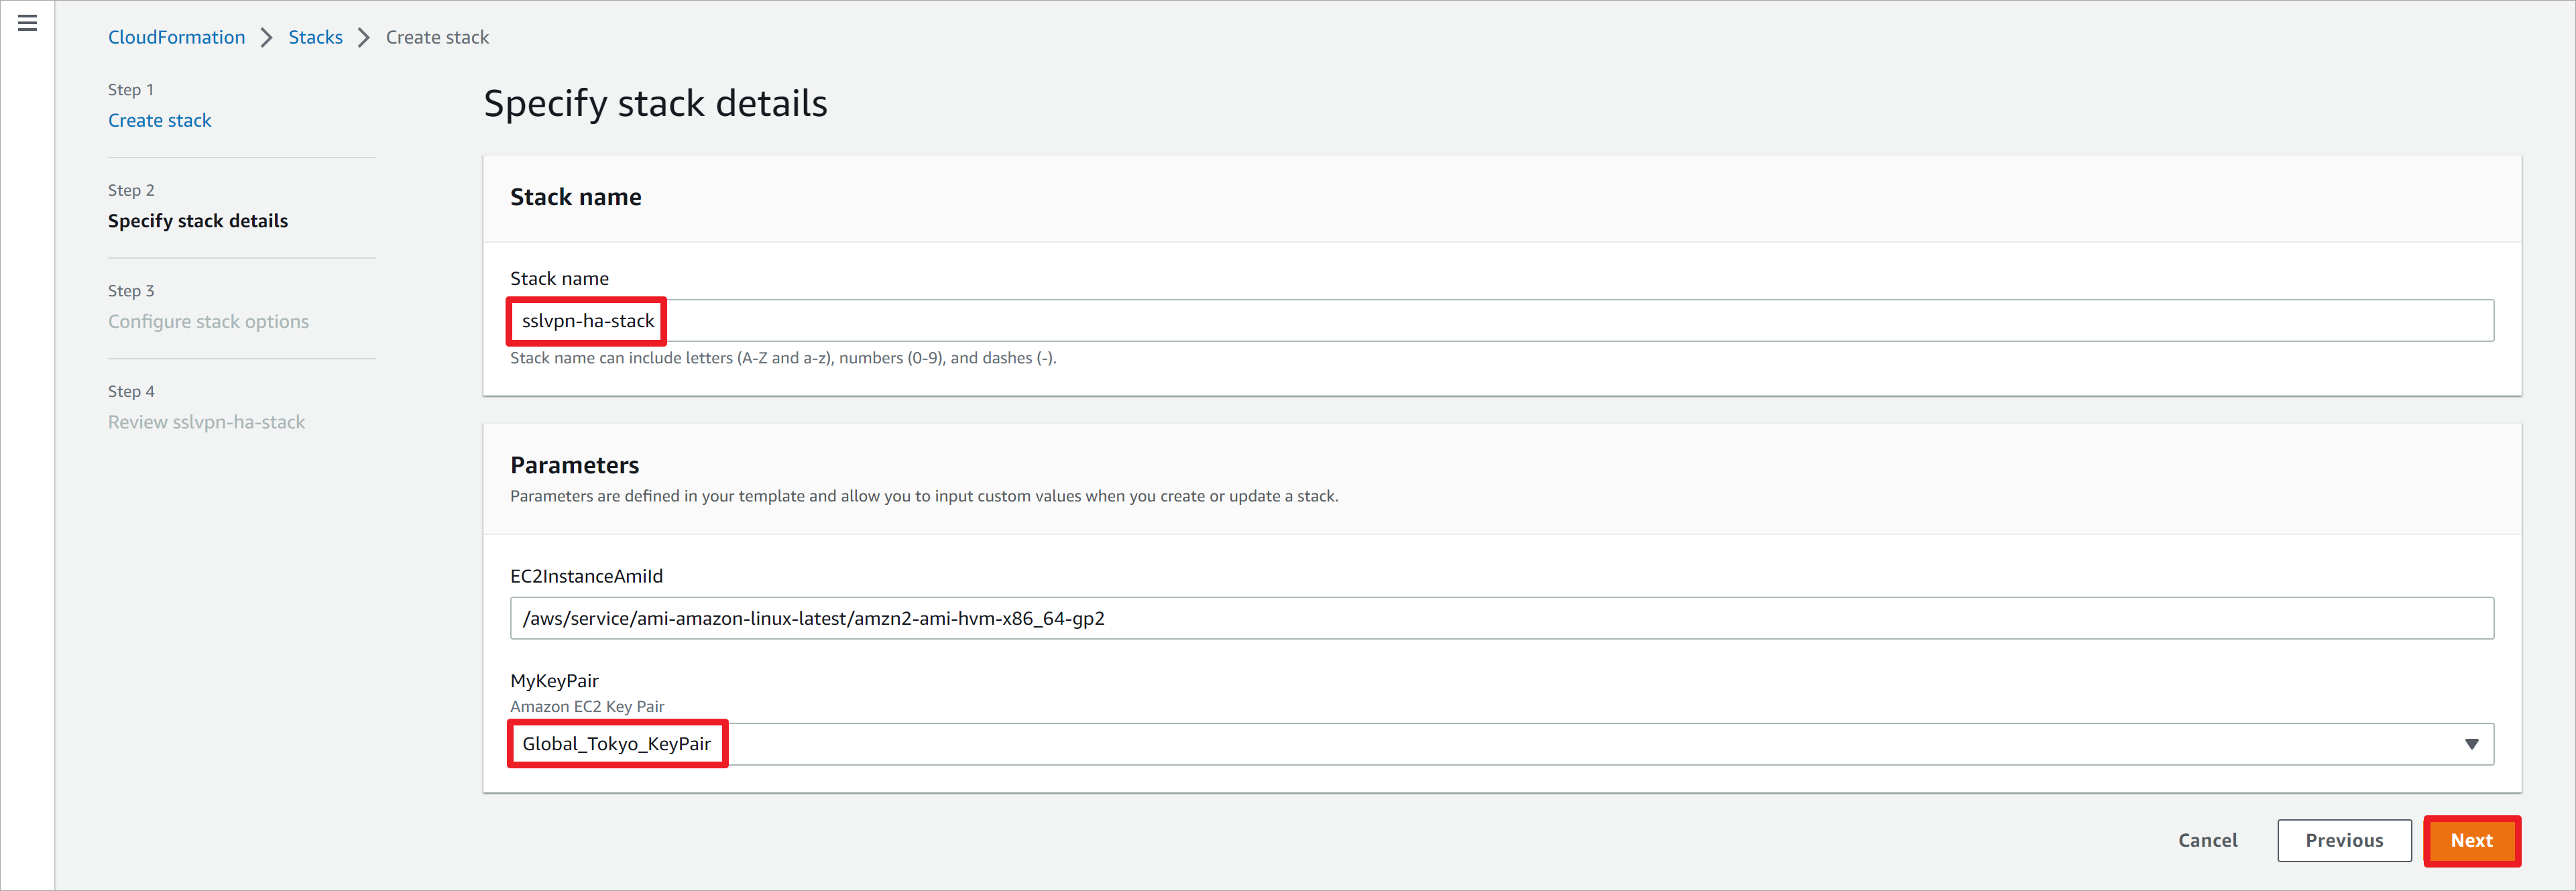 CloudFormation > Stacks > Create stack
Step 1
Create stack
Step 2
Specify stack details
Step 3
Configure stack options
Step 4
Review sslvpn-ha-stack
Specify stack details
Stack name
Stack name
sslvpn-ha-stack
Stack name can include letters (A-Z and a-z), numbers (0-9), and dashes (-).
Parameters
Parameters are defined in your template and allow you to input custom values when you create or update a stack.
EC2InstanceAmiId
/aws/service/ami-amazon-linux-latest/amzn2-ami-hvm-x86_64-gp2
MyKeyPair
Amazon EC2 Key Pair
Global_Tokyo_KeyPair
Cancel Previous Next